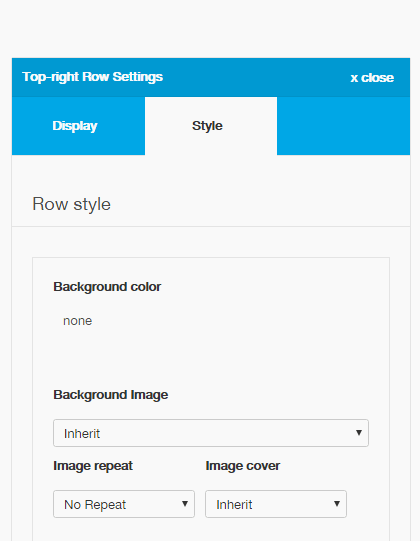 Top-right Row Settings x close
Display Style
Row style
Background color
none
Background Image
Inherit
Image repeat Image cover
No Repeat Inherit